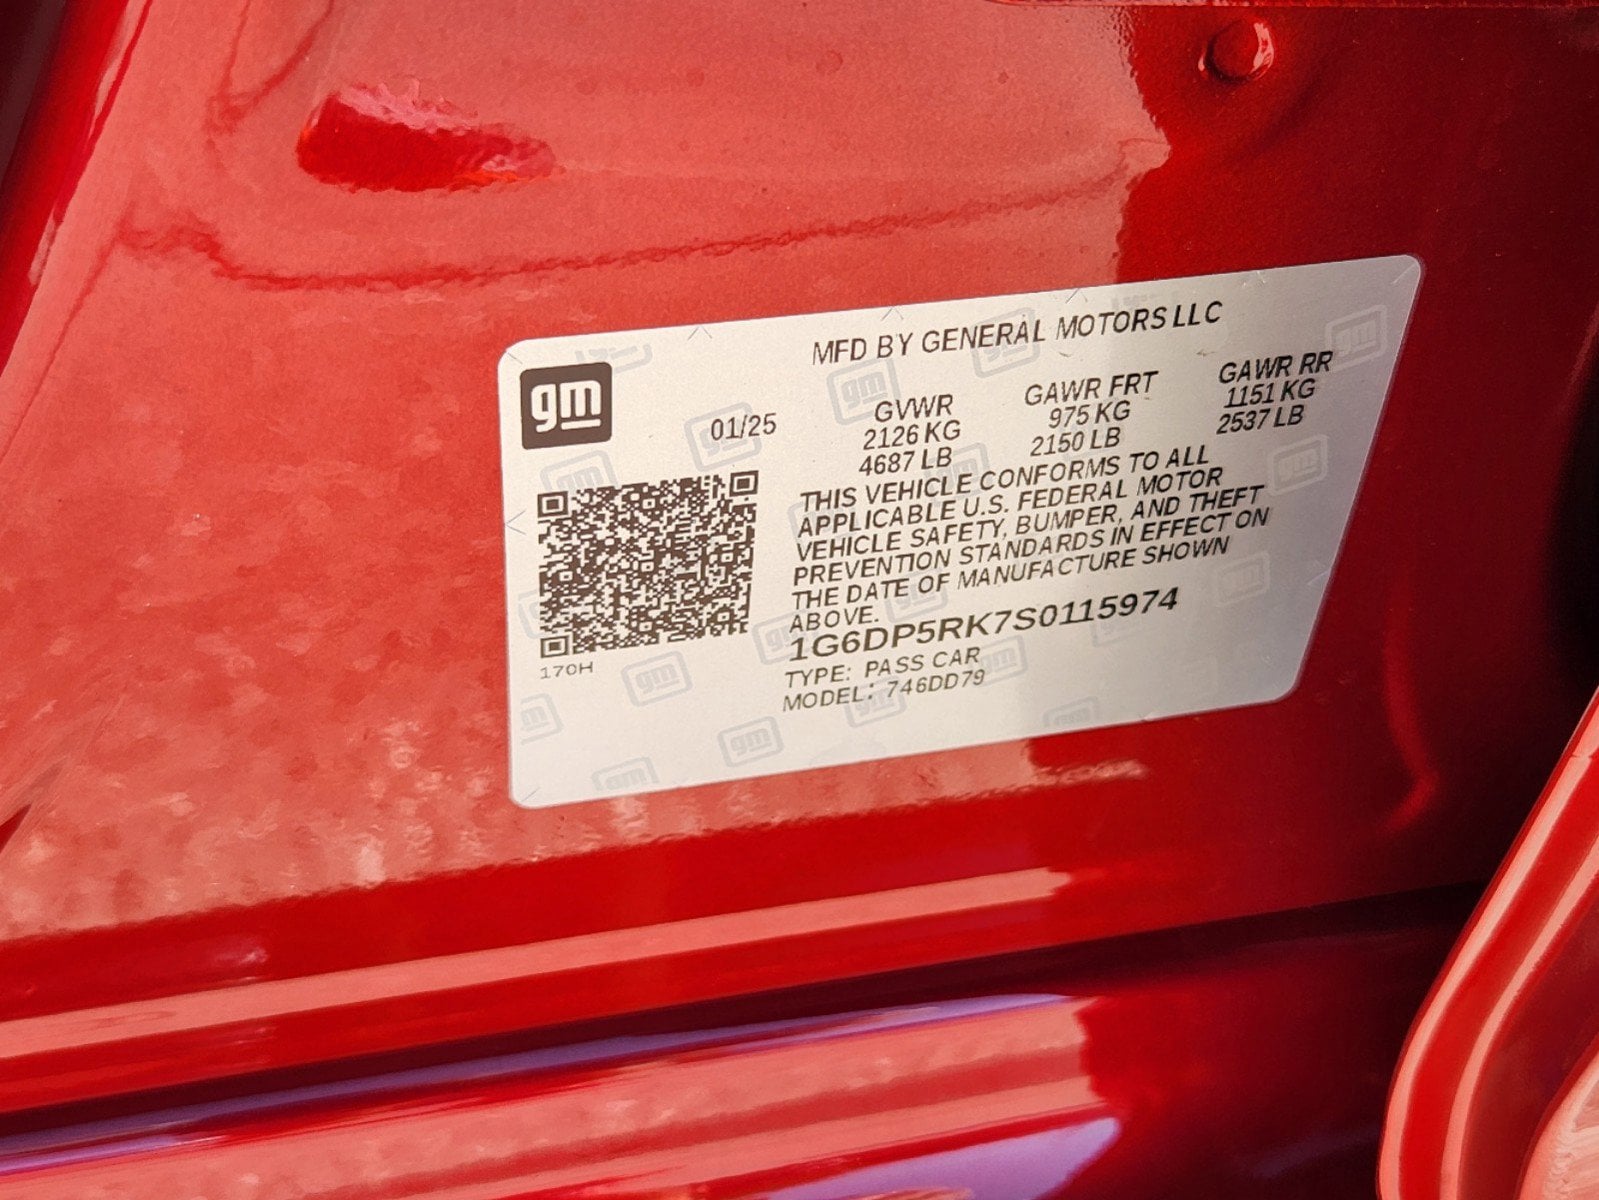 MFD BY GENERAL MOTORS LLC
gm
01/25
GVWR
2126 KG
4687 LB
GAWR FRT
975 KG
2150 LB
GAWR RR
1151 KG
2537 LB
THIS VEHICLE CONFORMS TO ALL
APPLICABLE U.S. FEDERAL MOTOR
VEHICLE SAFETY, BUMPER, AND THEFT
PREVENTION STANDARDS IN EFFECT ON
THE DATE OF MANUFACTURE SHOWN
ABOVE.
1G6DP5RK7S0115974
TYPE: PASS CAR
MODEL: 746DD79
170H